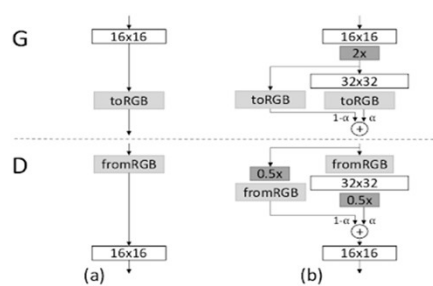 G
16x16
16x16
2x
32x32
toRGB
toRGB
toRGB
1-α
α
+
D
fromRGB
fromRGB
0.5x
32x32
fromRGB
0.5x
1-α
α
+
16x16
16x16
(a)
(b)